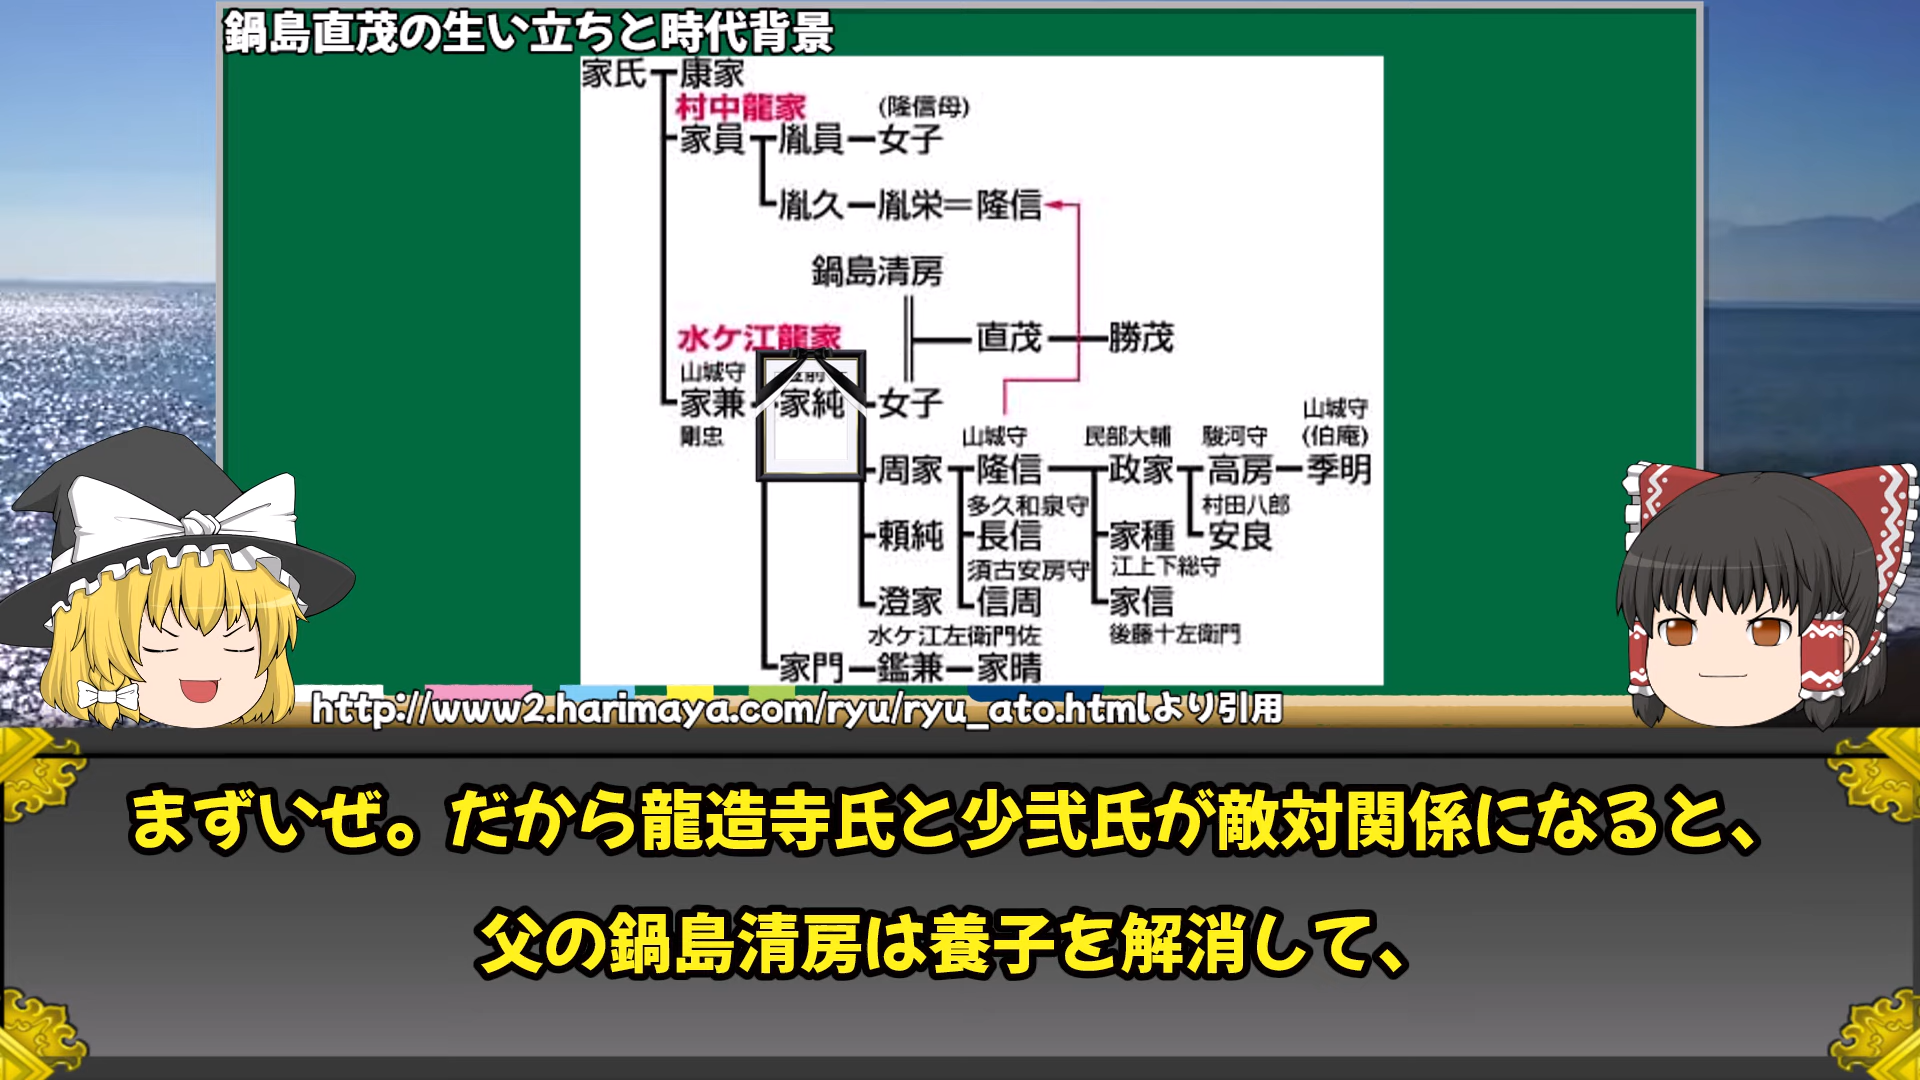 鍋島直茂の生い立ちと時代背景
家氏 康家
村中龍家 (隆信母)
家員 胤員 女子
胤久 胤栄=隆信
鍋島清房
直茂 勝茂
水ケ江龍家
山城守
家兼 家純 女子
剛忠
山城守
山城守 民部大輔 駿河守 (伯庵)
周家 隆信 政家 高房 季明
多久和泉守 村田八郎
頼純 長信 家種 安良
須古安房守 江上下総守
澄家 信周 家信
水ケ江左衛門佐 後藤十左衛門
家門 鑑兼 家晴
http://www2.harimaya.com/ryu/ryu_ato.htmlより引用
まずいぜ。だから龍造寺氏と少弐氏が敵対関係になると、
父の鍋島清房は養子を解消して、